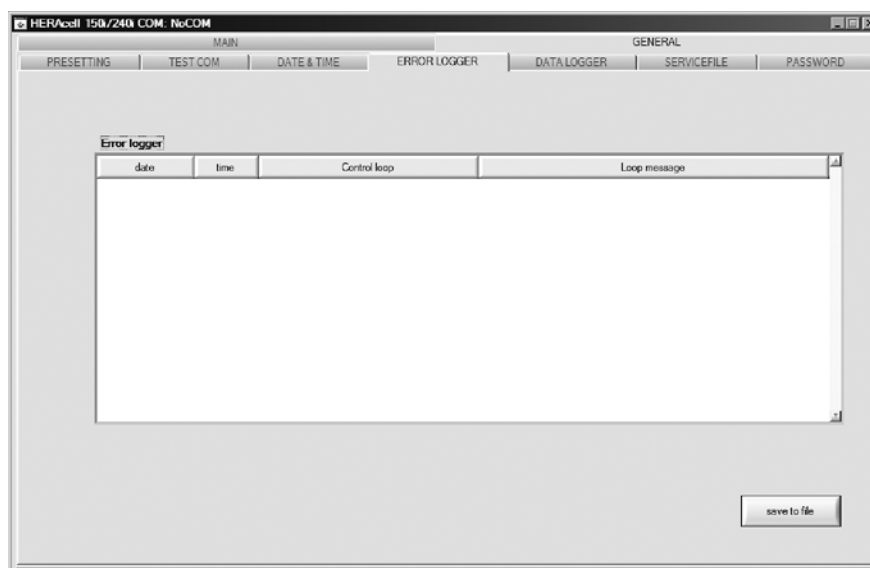 HERAcell 150i/240i COM: NoCOM
MAIN GENERAL
PRESETTING TEST COM DATE & TIME ERROR LOGGER DATA LOGGER SERVICEFILE PASSWORD
Error logger
date time Control loop Loop message
save to file